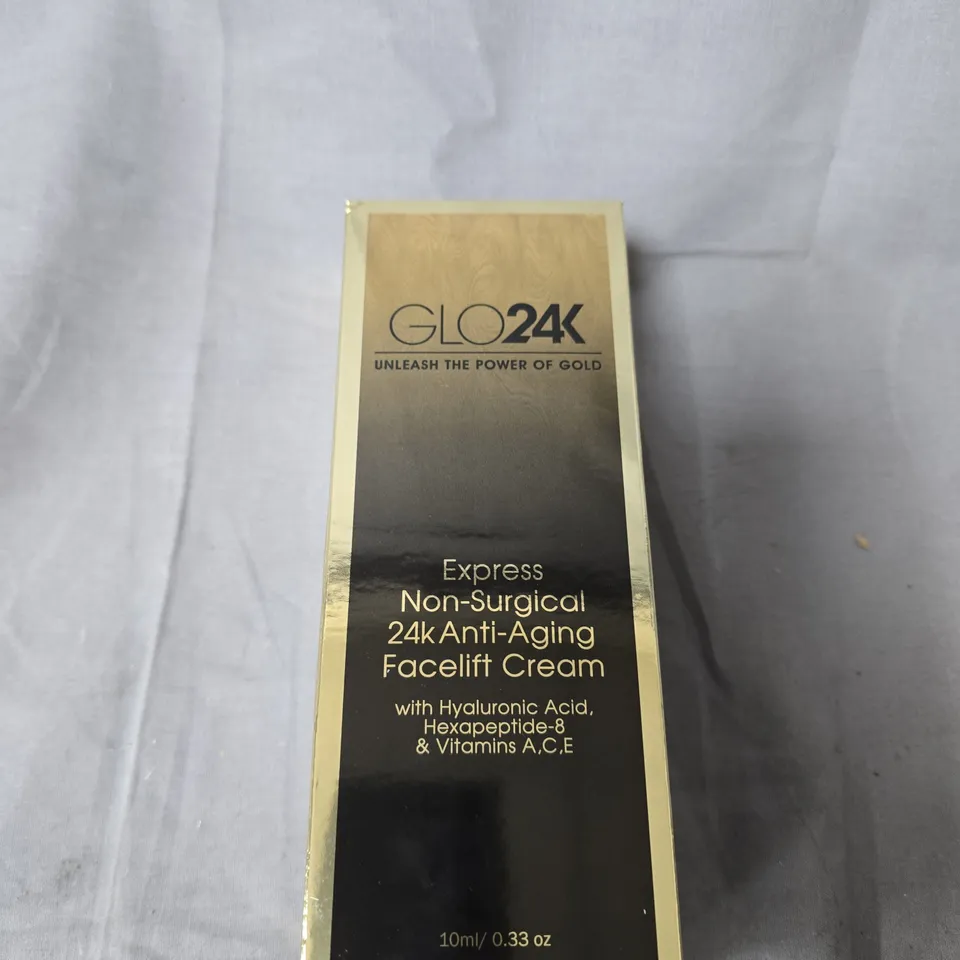 GLO24K
UNLEASH THE POWER OF GOLD
Express
Non-Surgical
24k Anti-Aging
Facelift Cream
with Hyaluronic Acid,
Hexapeptide-8
& Vitamins A,C,E
10ml/ 0.33 oz